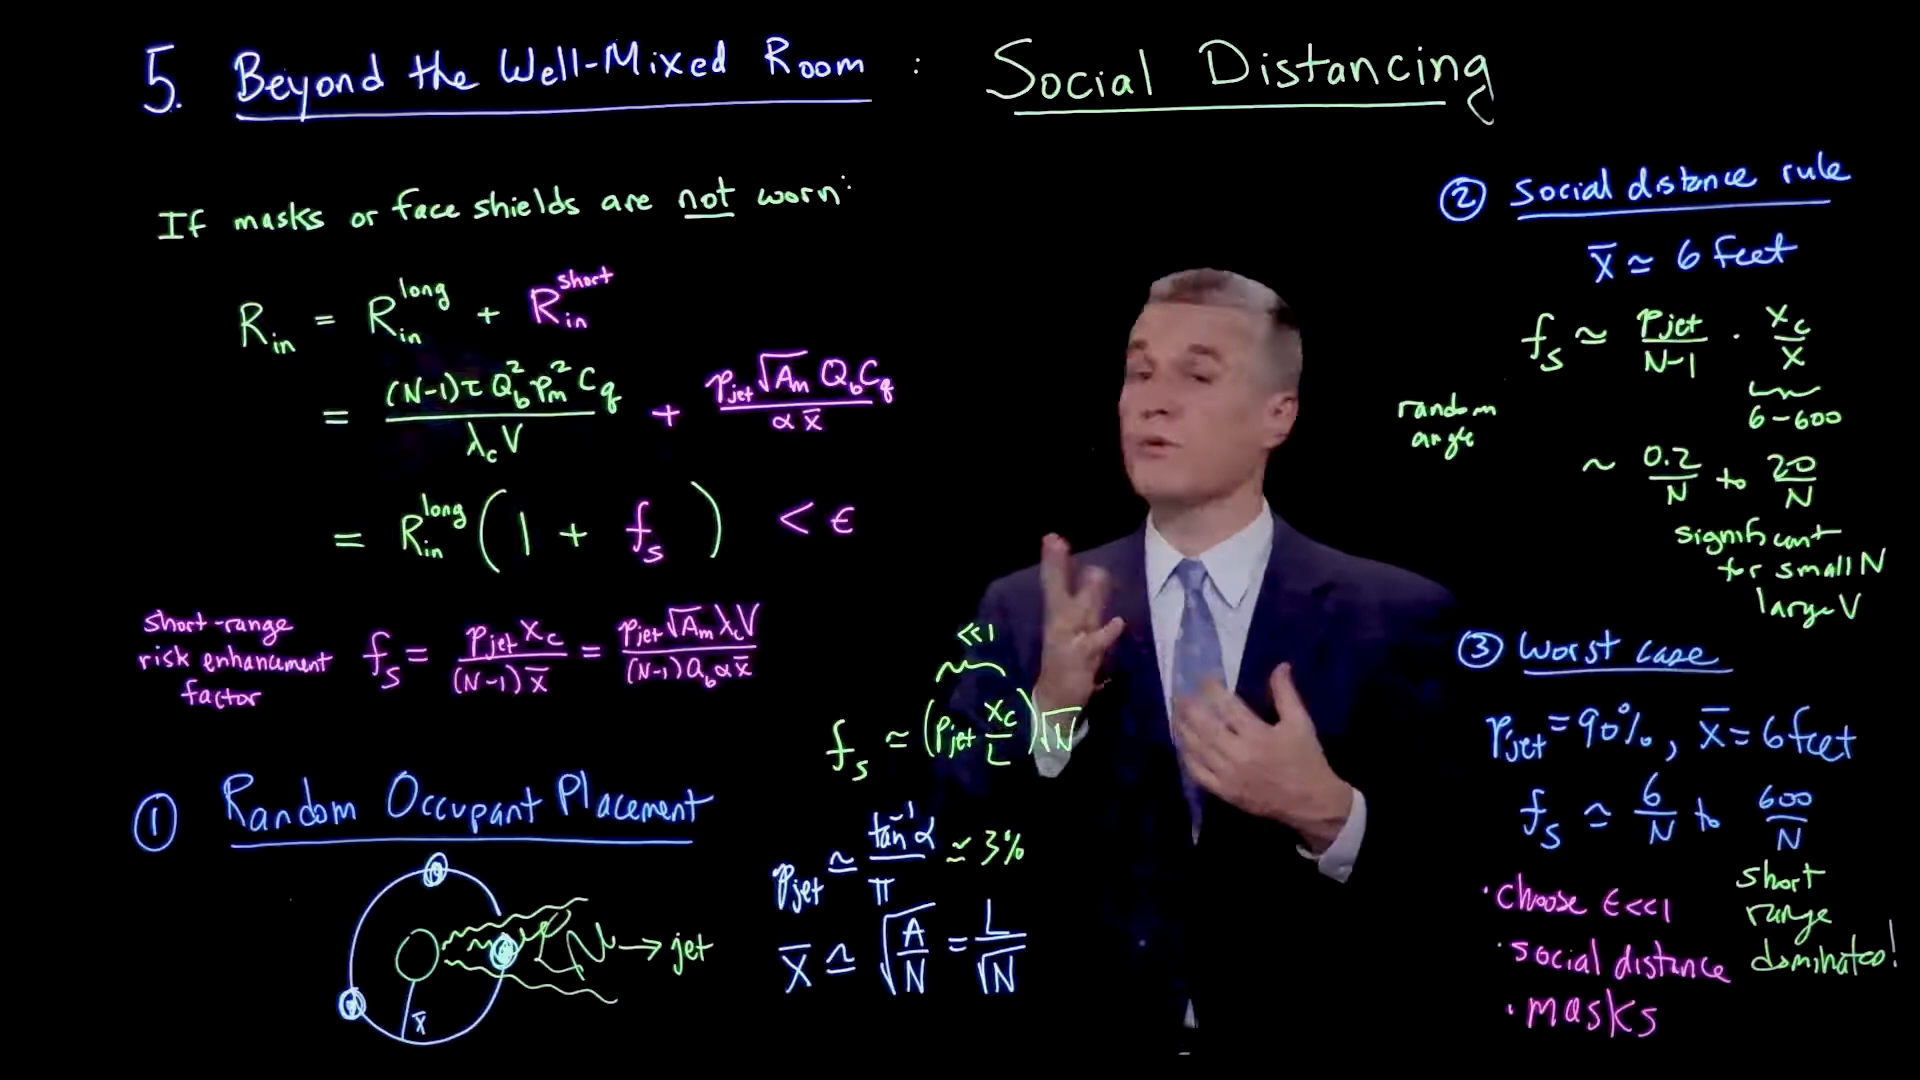 5. Beyond the Well-Mixed Room : Social Distancing
If masks or face shields are not worn:
R_in = R_in^long + R_in^short
= (N-1)τ Q_b^2 p_m^2 C_q / λ_c V + p_jet √A_m Q_b C_q / α x̄
= R_in^long (1 + f_s) < ϵ
short-range
risk enhancement
factor
f_s = p_jet x_c / (N-1) x̄ = p_jet √A_m λ_c V / (N-1) Q_b α x̄
① Random Occupant Placement
x̄
→ jet
<<1
f_s ≃ (p_jet x_c / L) √N
p_jet ≃ tan^-1 α / π ≃ 3%
x̄ ≃ √(A/N) = L/√N
② Social distance rule
x̄ ≃ 6 feet
f_s ≃ p_jet / N-1 · x_c / x̄
6-600
random
angle
~ 0.2/N to 20/N
significant
for small N
large V
③ Worst case
p_jet = 90%, x̄ = 6 feet
f_s ≃ 6/N to 600/N
short
range
dominates!
· choose ϵ<<1
· social distance
· masks